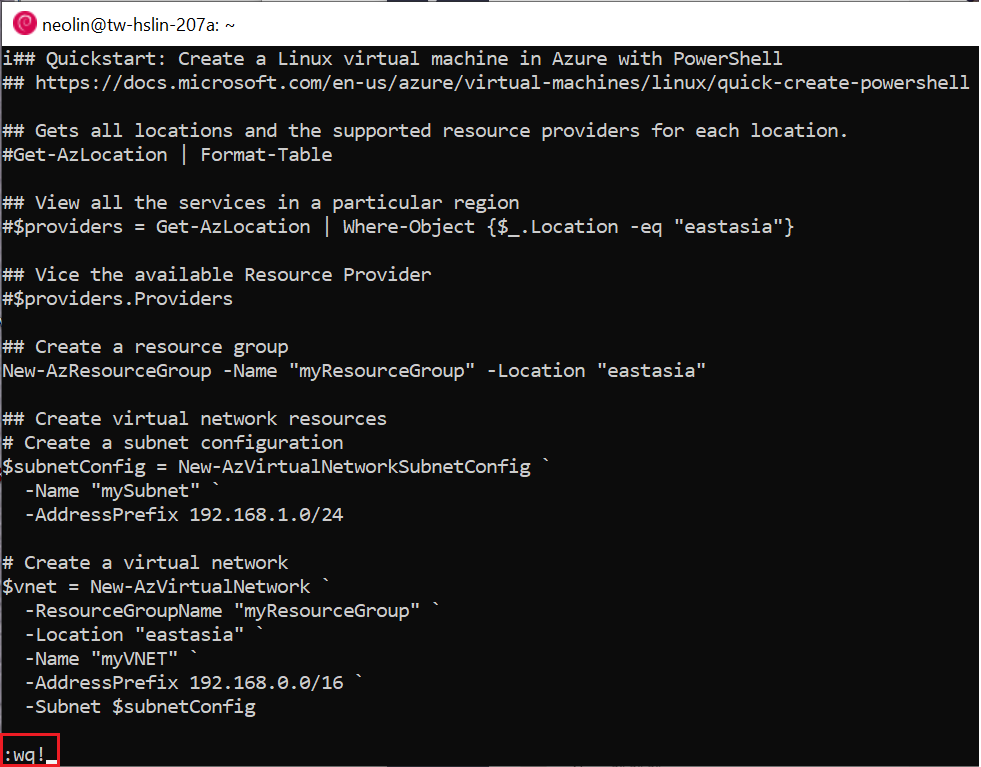 neolin@tw-hslin-207a: ~
i## Quickstart: Create a Linux virtual machine in Azure with PowerShell
## https://docs.microsoft.com/en-us/azure/virtual-machines/linux/quick-create-powershell
## Gets all locations and the supported resource providers for each location.
#Get-AzLocation | Format-Table
## View all the services in a particular region
#$providers = Get-AzLocation | Where-Object {$_.Location -eq "eastasia"}
## Vice the available Resource Provider
#$providers.Providers
## Create a resource group
New-AzResourceGroup -Name "myResourceGroup" -Location "eastasia"
## Create virtual network resources
# Create a subnet configuration
$subnetConfig = New-AzVirtualNetworkSubnetConfig `
  -Name "mySubnet" `
  -AddressPrefix 192.168.1.0/24
# Create a virtual network
$vnet = New-AzVirtualNetwork `
  -ResourceGroupName "myResourceGroup" `
  -Location "eastasia" `
  -Name "myVNET" `
  -AddressPrefix 192.168.0.0/16 `
  -Subnet $subnetConfig
:wq!